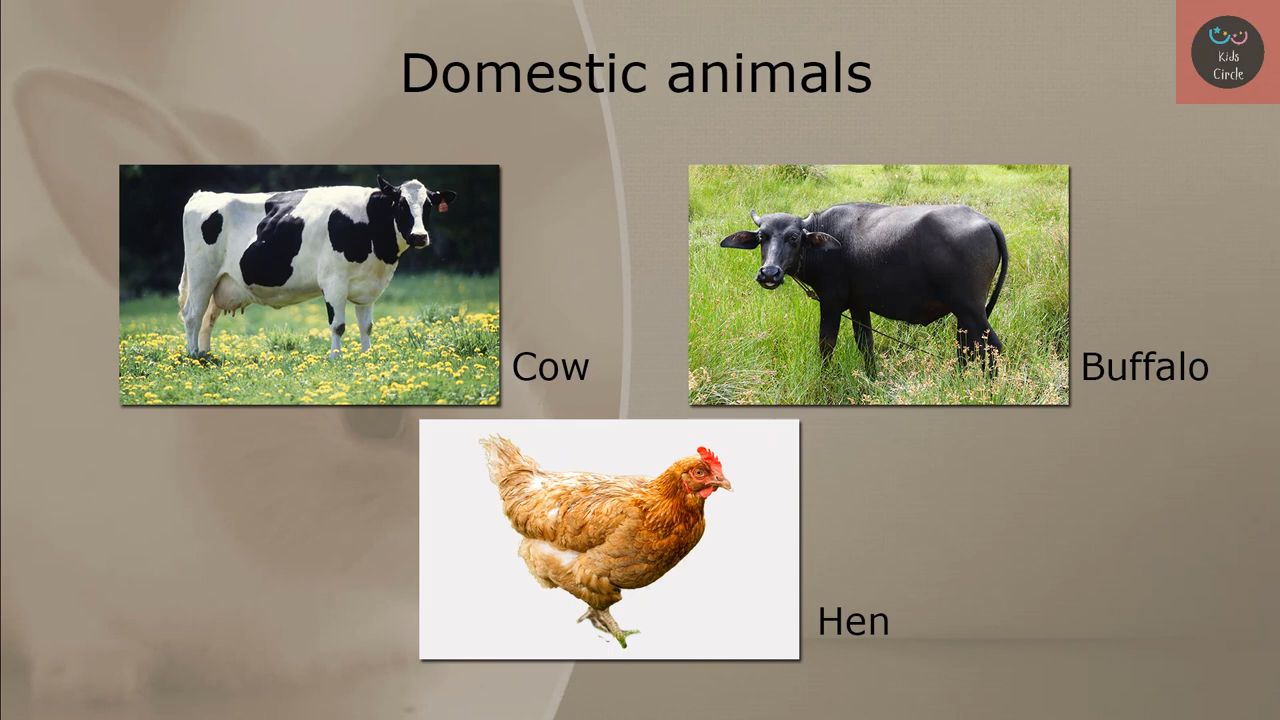 Domestic animals
Kids
Circle
Cow
Buffalo
Hen